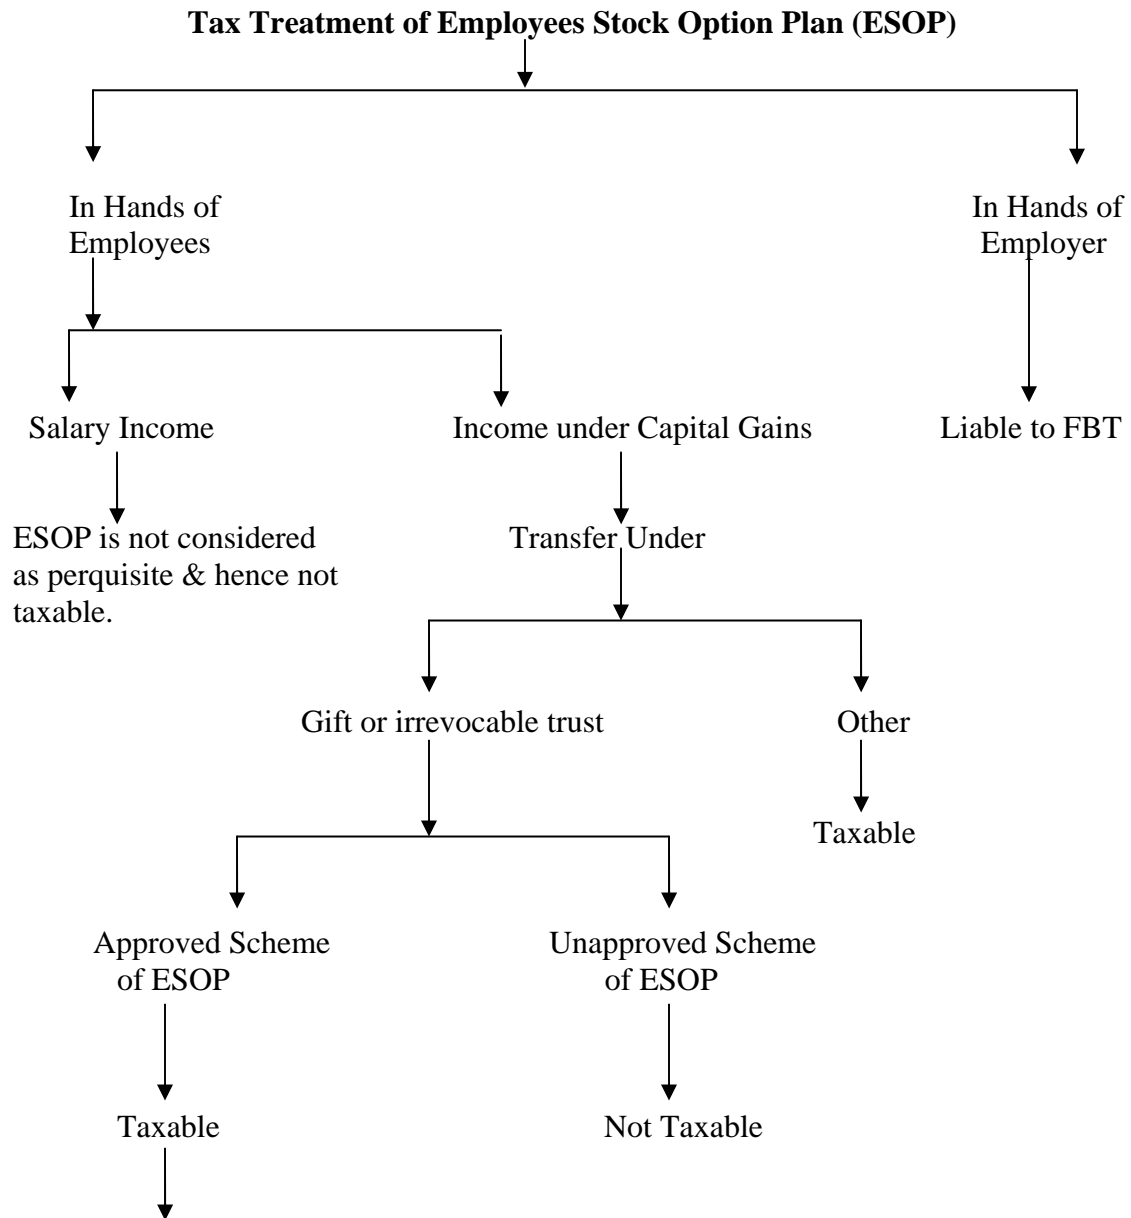 Tax Treatment of Employees Stock Option Plan (ESOP)
In Hands of
Employees
In Hands of
Employer
Salary Income
Income under Capital Gains
Liable to FBT
ESOP is not considered
as perquisite & hence not
taxable.
Transfer Under
Gift or irrevocable trust
Other
Taxable
Approved Scheme
of ESOP
Unapproved Scheme
of ESOP
Taxable
Not Taxable